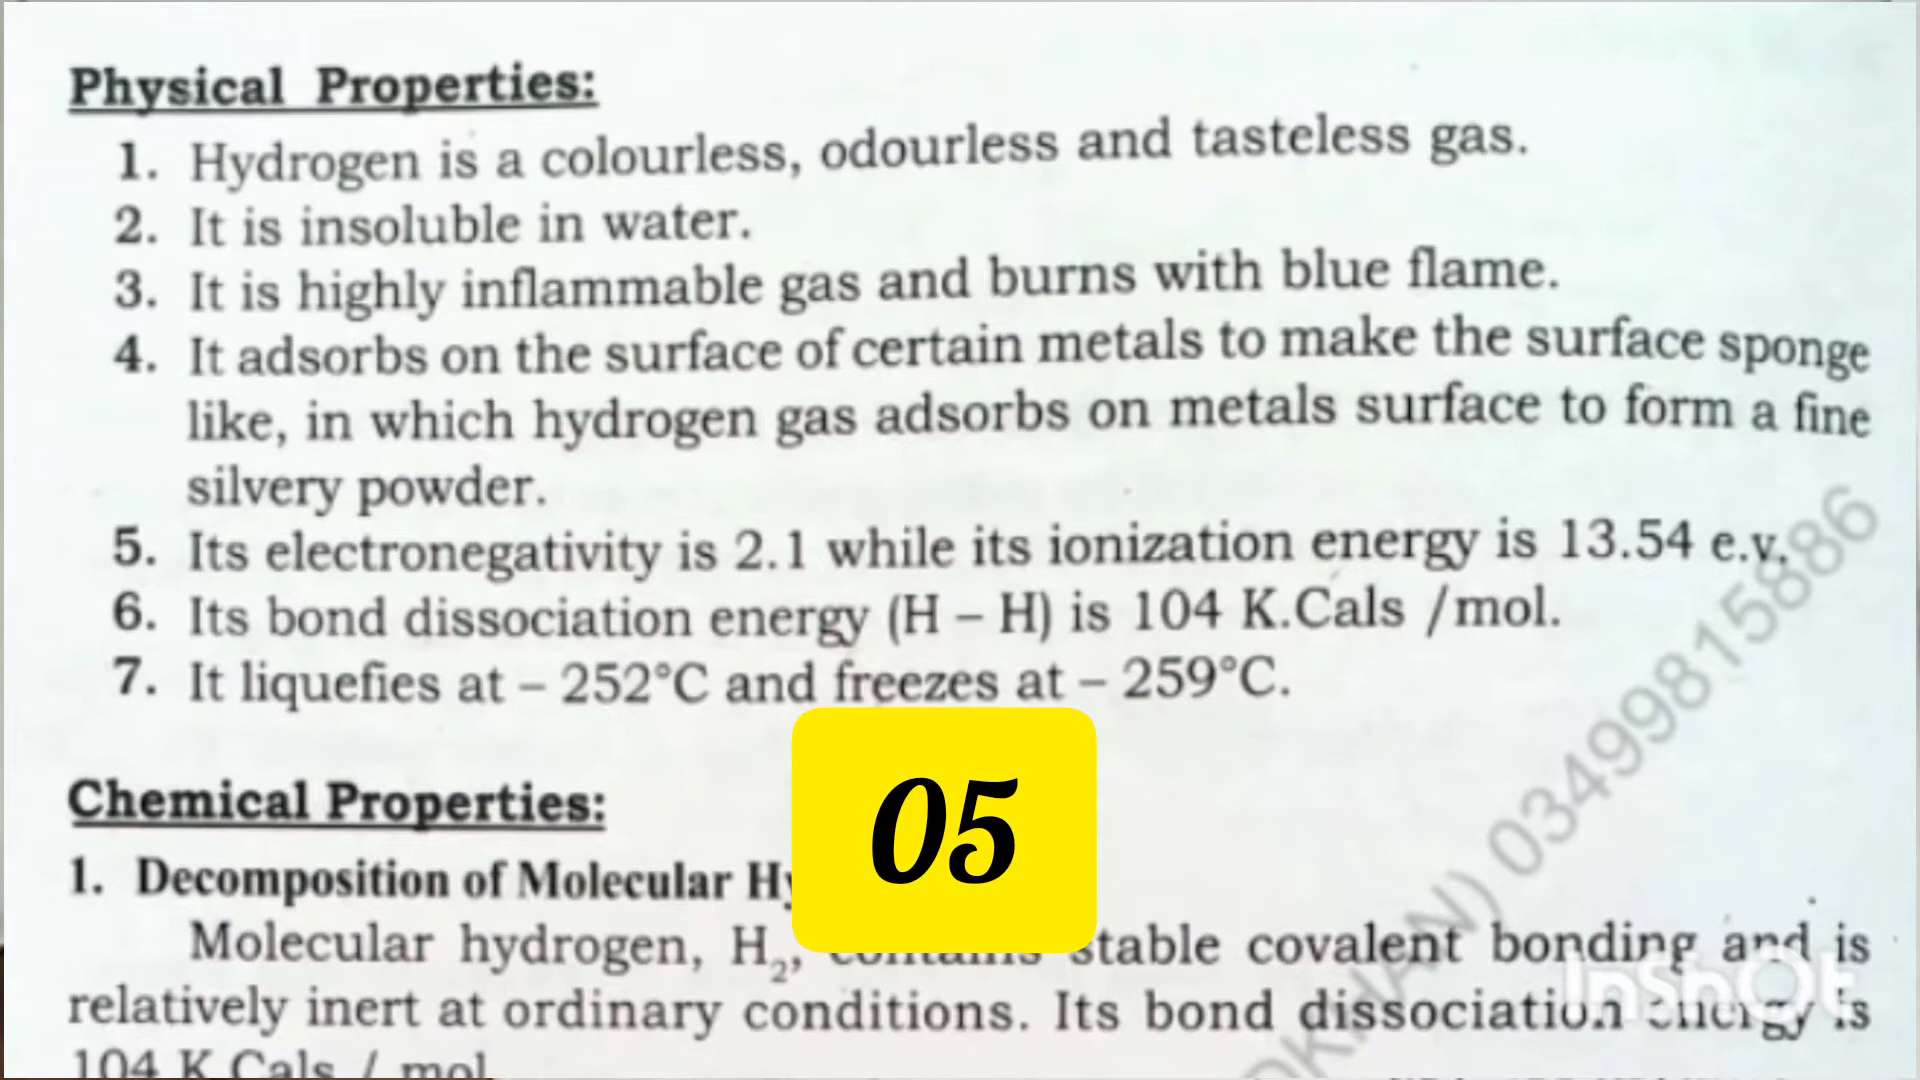 Physical Properties:
1. Hydrogen is a colourless, odourless and tasteless gas.
2. It is insoluble in water.
3. It is highly inflammable gas and burns with blue flame.
4. It adsorbs on the surface of certain metals to make the surface sponge
like, in which hydrogen gas adsorbs on metals surface to form a fine
silvery powder.
5. Its electronegativity is 2.1 while its ionization energy is 13.54 e.v.
6. Its bond dissociation energy (H – H) is 104 K.Cals /mol.
7. It liquefies at – 252°C and freezes at – 259°C.
05
Chemical Properties:
1. Decomposition of Molecular
Molecular hydrogen, H₂, contains stable covalent bonding and is
relatively inert at ordinary conditions. Its bond dissociation energy is
104 K.Cals / mol.
03499815886
InShOt